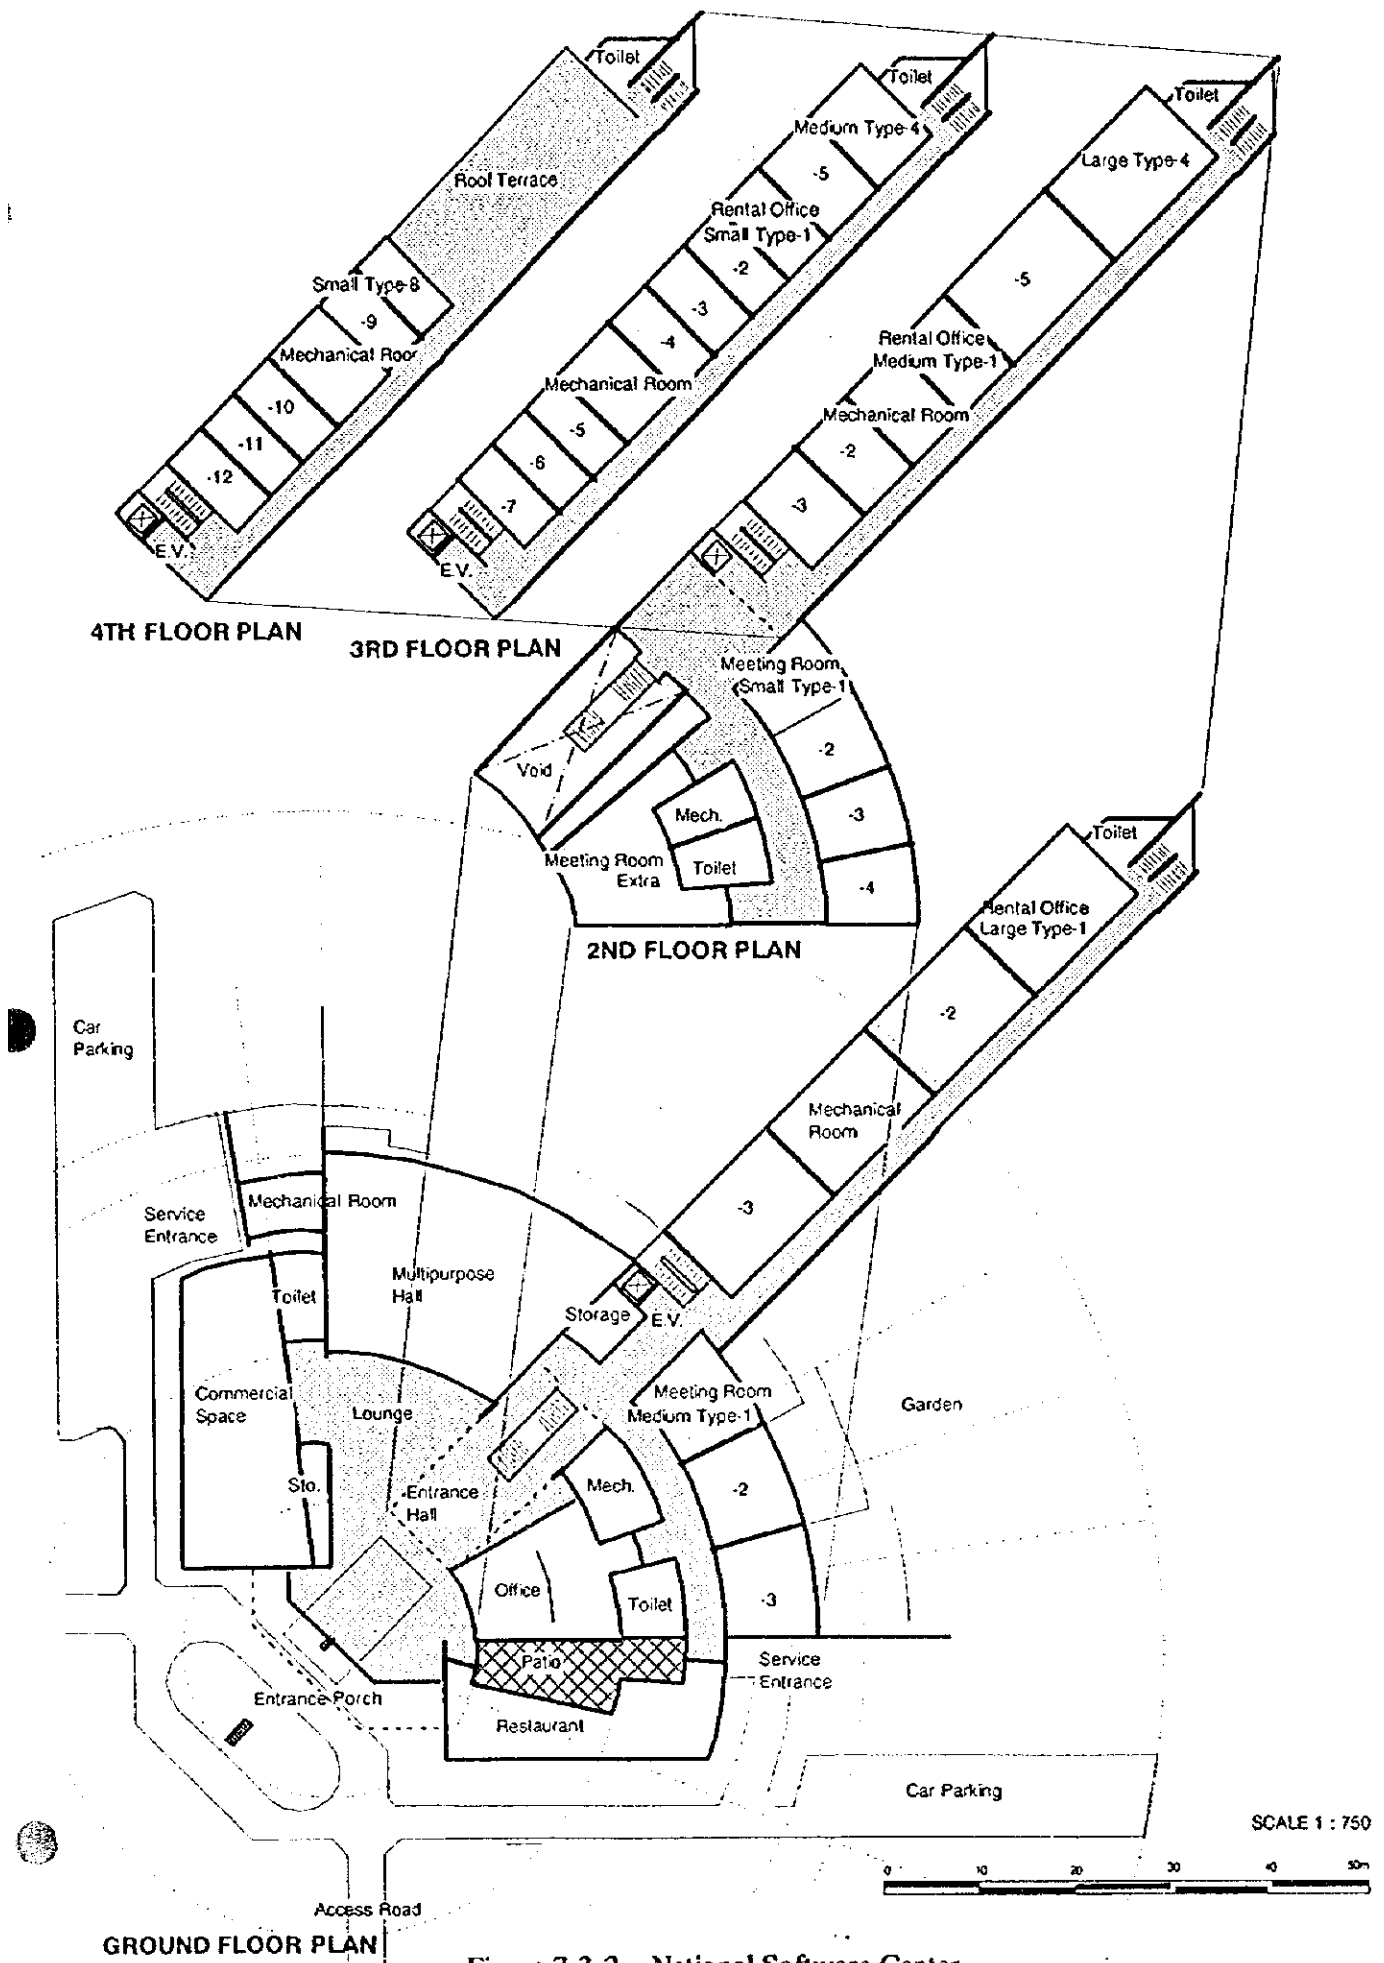 Toilet
Roof Terrace
Small Type-8
-9
Mechanical Roo
-10
-11
-12
E.V.
4TH FLOOR PLAN
Toilet
Medium Type-4
-5
Rental Office
Small Type-1
-2
-3
-4
Mechanical Room
-5
-6
-7
E.V.
3RD FLOOR PLAN
Toilet
Large Type-4
-5
Rental Office
Medium Type-1
Mechanical Room
-2
-3
Meeting Room
Small Type-1
-2
-3
-4
Void
Mech.
Toilet
Meeting Room
Extra
2ND FLOOR PLAN
Toilet
Rental Office
Large Type-1
-2
Mechanical
Room
-3
Car
Parking
Service
Entrance
Mechanical Room
Multipurpose
Hall
Toilet
Storage
E.V.
Commercial
Space
Lounge
Meeting Room
Medium Type-1
-2
-3
Garden
Sto.
Entrance
Hall
Mech.
Office
Toilet
Patio
Service
Entrance
Entrance Porch
Restaurant
Car Parking
SCALE 1 : 750
0 10 20 30 40 50m
Access Road
GROUND FLOOR PLAN
National Software Center